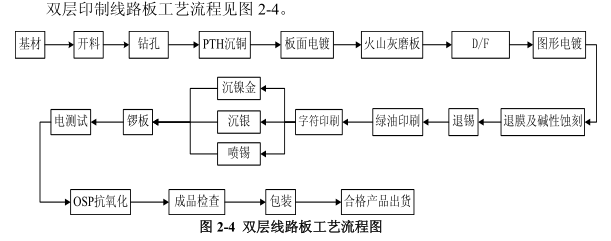 双层印制线路板工艺流程见图 2-4。
基材 开料 钻孔 PTH沉铜 板面电镀 火山灰磨板 D/F 图形电镀
沉镍金
电测试 锣板 沉银 字符印刷 绿油印刷 退锡 退膜及碱性蚀刻
喷锡
OSP抗氧化 成品检查 包装 合格产品出货
图 2-4 双层线路板工艺流程图